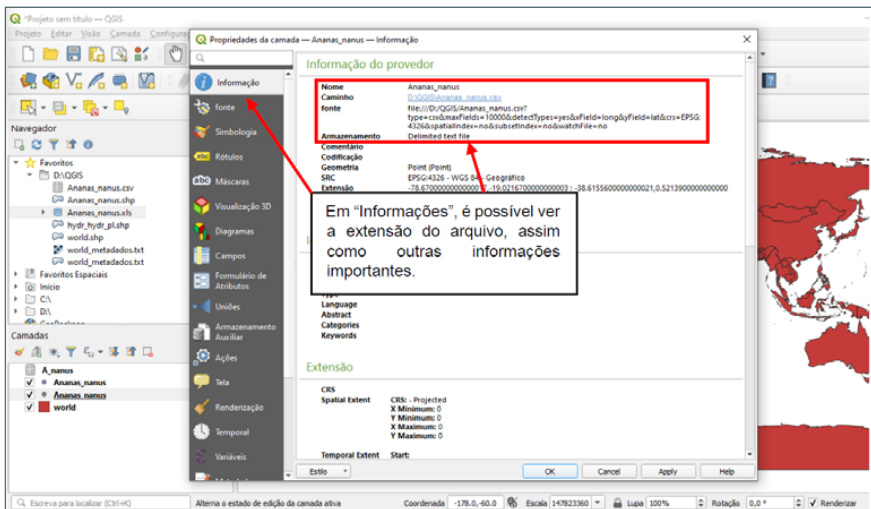 *Projeto sem título — QGIS
Projeto Editar Visão Camada Configura
Propriedades da camada — Ananas_nanus — Informação
Navegador
Favoritos
D:\QGIS
Ananas_nanus.csv
Ananas_nanus.shp
Ananas_nanus.xls
hydr_hydr_pl.shp
world.shp
world_metadados.txt
world_metadados.txt
Favoritos Espaciais
Início
C:\
D:\
Camadas
A_nanus
Ananas_nanus
Ananas_nanus
world
Informação
fonte
Simbologia
abc Rótulos
abc Máscaras
Visualização 3D
Diagramas
Campos
Formulário de
Atributos
Uniões
Armazenamento
Auxiliar
Ações
Tela
Renderização
Temporal
Variáveis
Informação do provedor
Nome Ananas_nanus
Caminho D:\QGIS\Ananas_nanus.csv
fonte file:///D:/QGIS/Ananas_nanus.csv?
type=csv&maxFields=10000&detectTypes=yes&xField=long&yField=lat&crs=EPSG:
4326&spatialIndex=no&subsetIndex=no&watchFile=no
Armazenamento Delimited text file
Comentário
Codificação
Geometria Point (Point)
SRC EPSG:4326 - WGS 84 - Geográfico
Extensão
Em “Informações”, é possível ver
a extensão do arquivo, assim
como outras informações
importantes.
Language
Abstract
Categories
Keywords
Extensão
CRS
Spatial Extent CRS: - Projected
X Minimum: 0
Y Minimum: 0
X Maximum: 0
Y Maximum: 0
Temporal Extent Start:
Estilo OK Cancel Apply Help
Escreva para localizar (Ctrl+K) Alterna o estado de edição da camada ativa Coordenada -178.0,-60.0 Escala 147823360 Lupa 100% Rotação 0,0 ° Renderizar